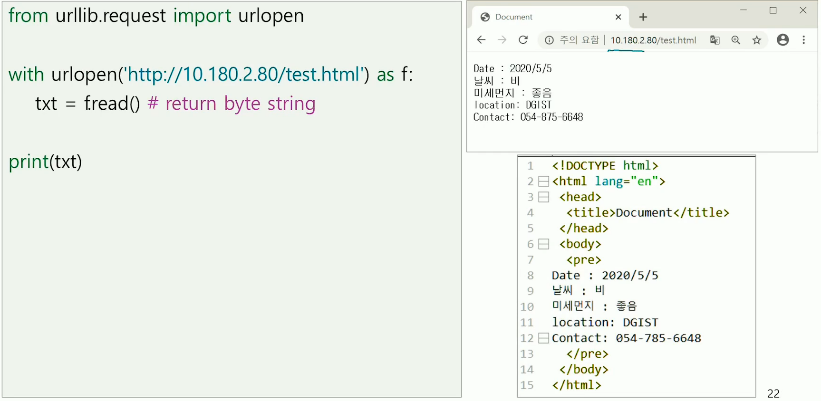 from urllib.request import urlopen
with urlopen('http://10.180.2.80/test.html') as f:
txt = f.read() # return byte string
print(txt)
Document
주의 요함 | 10.180.2.80/test.html
Date : 2020/5/5
날씨 : 비
미세먼지 : 좋음
location: DGIST
Contact: 054-875-6648
1 <!DOCTYPE html>
2 <html lang="en">
3 <head>
4 <title>Document</title>
5 </head>
6 <body>
7 <pre>
8 Date : 2020/5/5
9 날씨 : 비
10 미세먼지 : 좋음
11 location: DGIST
12 Contact: 054-785-6648
13 </pre>
14 </body>
15 </html>
22